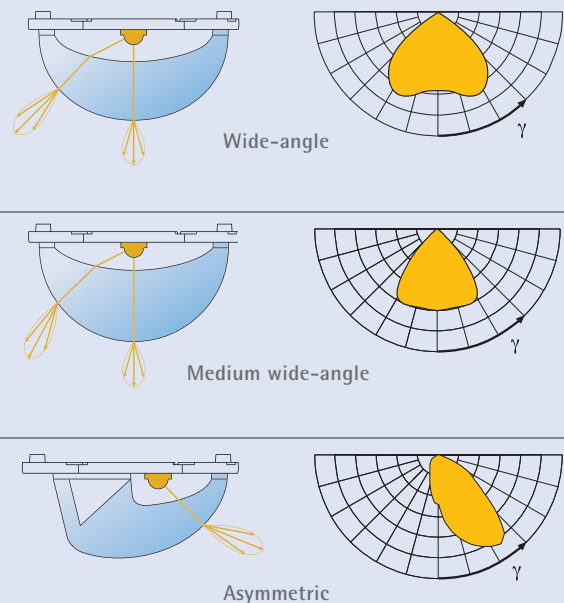 γ
Wide-angle
γ
Medium wide-angle
γ
Asymmetric